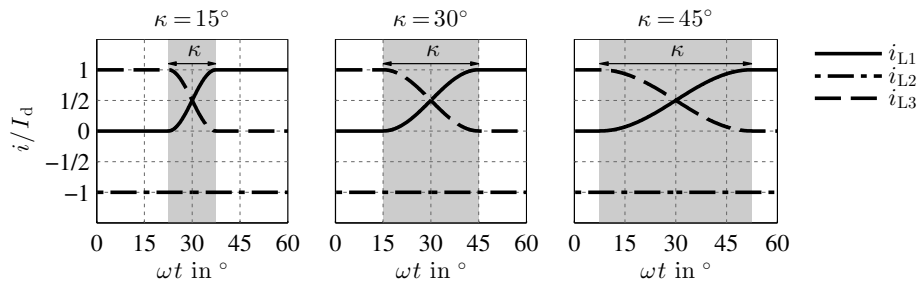 κ = 15°
κ = 30°
κ = 45°
κ
κ
κ
1
1/2
0
−1/2
−1
i/I_d
0 15 30 45 60
0 15 30 45 60
0 15 30 45 60
ωt in °
ωt in °
ωt in °
i_L1
i_L2
i_L3